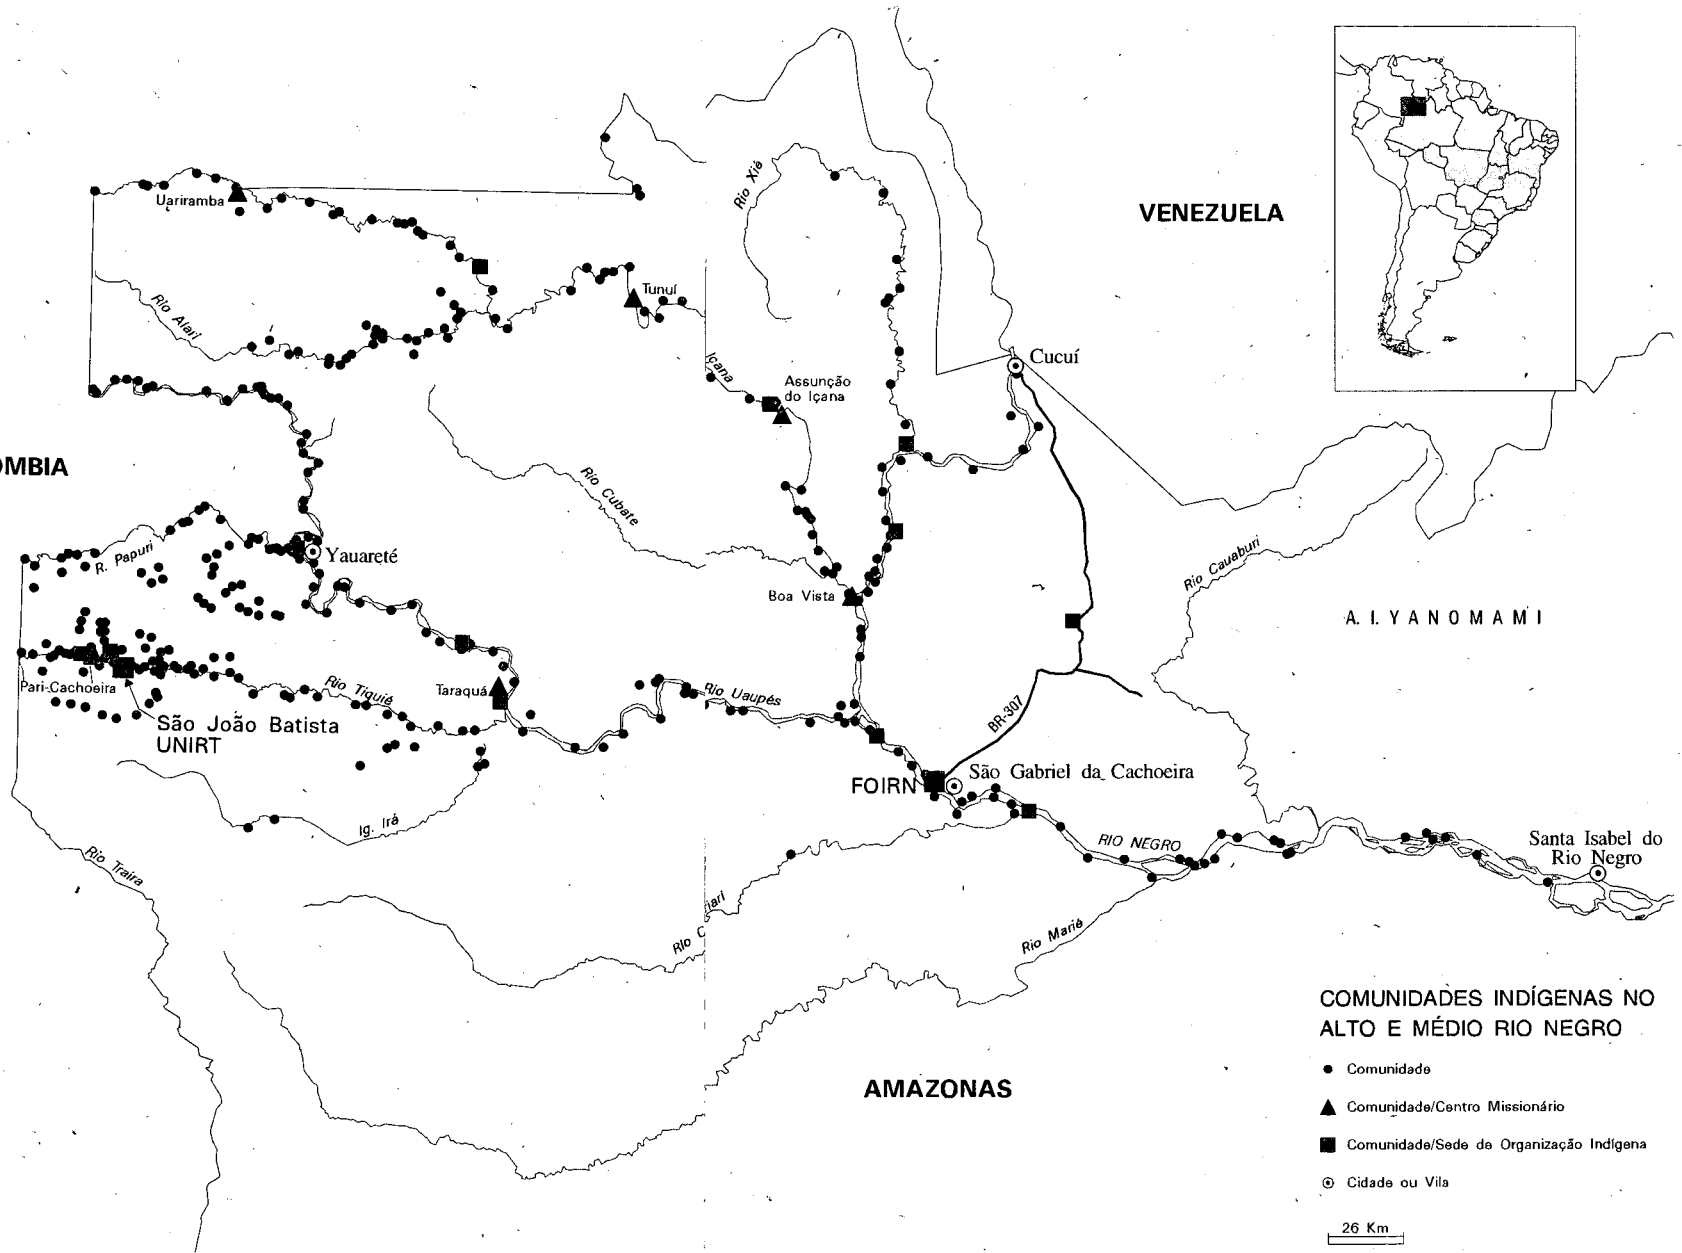 Rio Xié
Uariramba
VENEZUELA
Tunuí
Rio Aiari
Içana
Cucuí
Assunção
do Içana
OMBIA
Rio Cubate
R. Papuri
Yauareté
Rio Cauaburi
Boa Vista
A. I. YANOMAMI
Pari-Cachoeira
Rio Tiquié
Taraquá
Rio Uaupés
BR-307
São João Batista
UNIRT
FOIRN
São Gabriel da Cachoeira
Ig. Irá
RIO NEGRO
Santa Isabel do
Rio Negro
Rio Traíra
Rio C
iari
Rio Marié
COMUNIDADES INDÍGENAS NO
ALTO E MÉDIO RIO NEGRO
Comunidade
AMAZONAS
Comunidade/Centro Missionário
Comunidade/Sede de Organização Indígena
Cidade ou Vila
26 Km